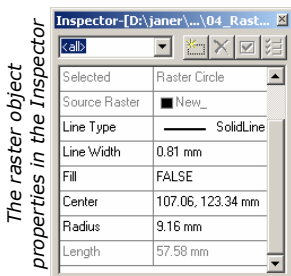 The raster object
properties in the Inspector
Inspector-[D:\janer\...\04_Rast...
<all>
Selected Raster Circle
Source Raster New_
Line Type SolidLine
Line Width 0.81 mm
Fill FALSE
Center 107.06, 123.34 mm
Radius 9.16 mm
Length 57.58 mm